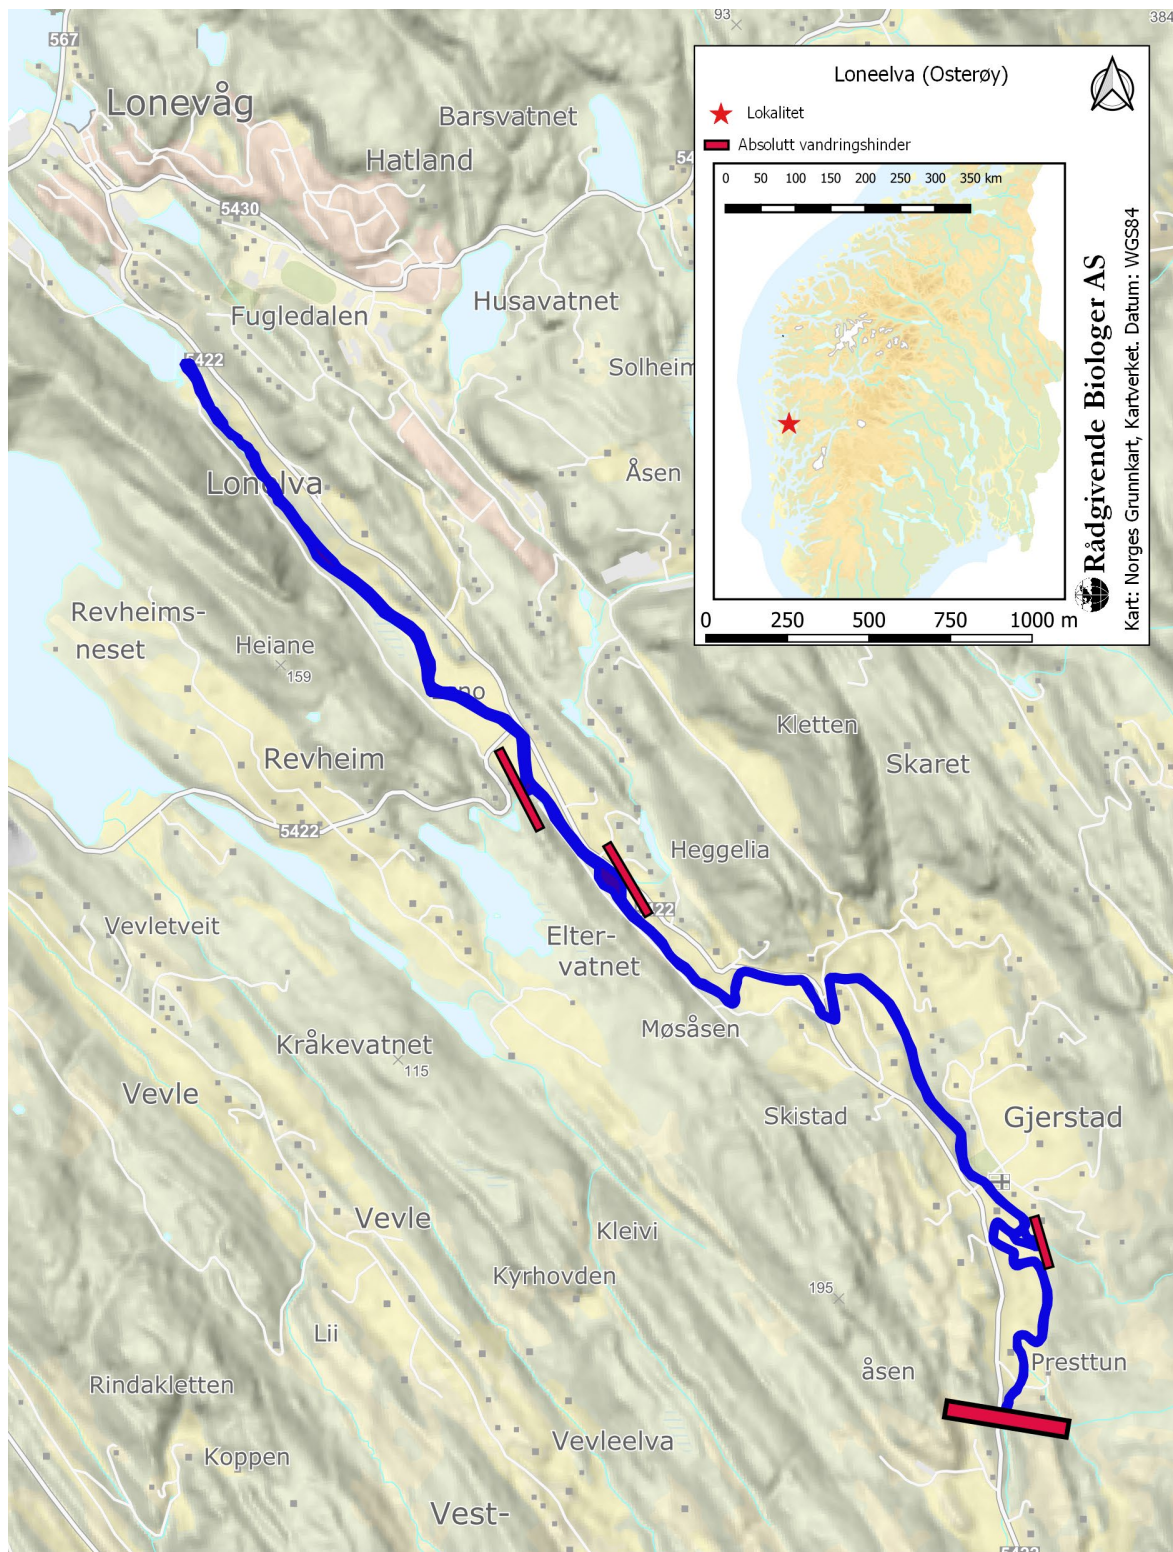 93
384
567
Lonevåg
Barsvatnet
Hatland
54
5430
Husavatnet
Fugledalen
Solheim
5422
Åsen
Lonelva
Revheims-
neset
Heiane
159
Kletten
Revheim
Skaret
5422
Heggelia
22
Vevletveit
Elter-
vatnet
Møsåsen
Kråkevatnet
115
Vevle
Skistad
Gjerstad
Vevle
Kleivi
Kyrhovden
195
Lii
åsen
Presttun
Rindakletten
Vevleelva
Koppen
Vest-
5422
Loneelva (Osterøy)
Lokalitet
Absolutt vandringshinder
0 50 100 150 200 250 300 350 km
0 250 500 750 1000 m
Rådgivende Biologer AS
Kart: Norges Grunnkart, Kartverket. Datum: WGS84